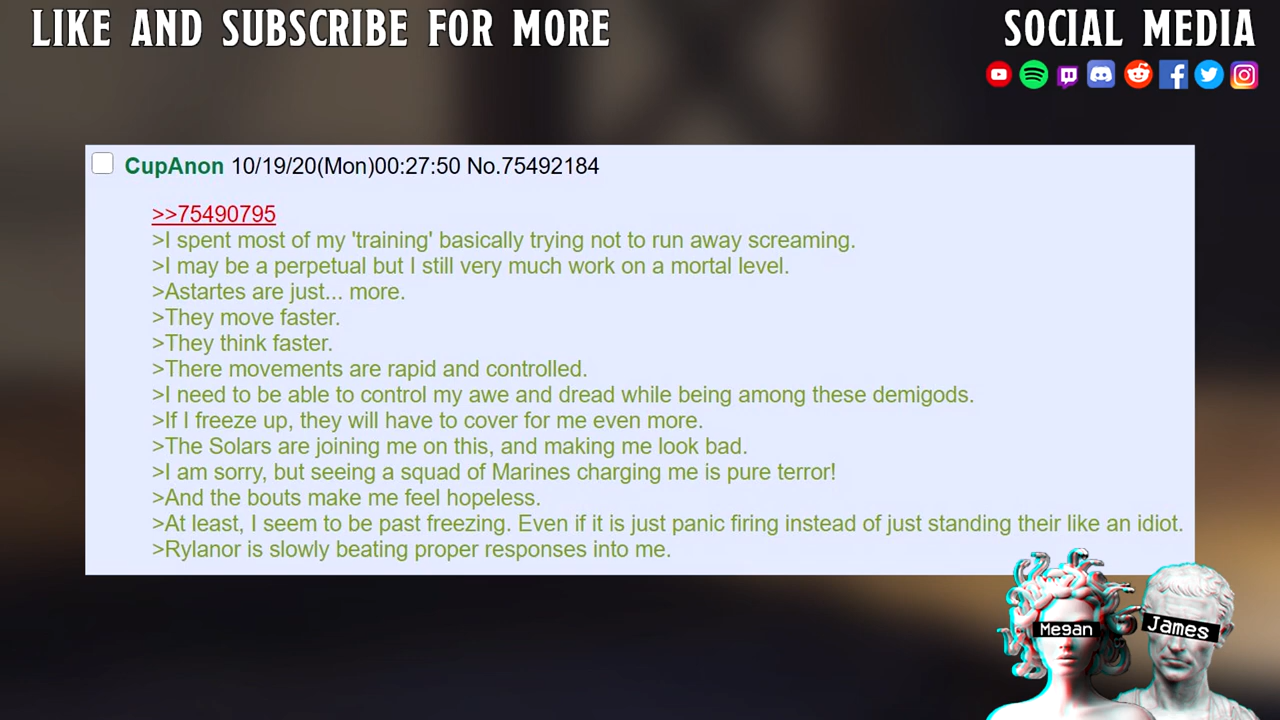 LIKE AND SUBSCRIBE FOR MORE
SOCIAL MEDIA
CupAnon 10/19/20(Mon)00:27:50 No.75492184
>>75490795
>I spent most of my 'training' basically trying not to run away screaming.
>I may be a perpetual but I still very much work on a mortal level.
>Astartes are just... more.
>They move faster.
>They think faster.
>There movements are rapid and controlled.
>I need to be able to control my awe and dread while being among these demigods.
>If I freeze up, they will have to cover for me even more.
>The Solars are joining me on this, and making me look bad.
>I am sorry, but seeing a squad of Marines charging me is pure terror!
>And the bouts make me feel hopeless.
>At least, I seem to be past freezing. Even if it is just panic firing instead of just standing their like an idiot.
>Rylanor is slowly beating proper responses into me.
Megan
James